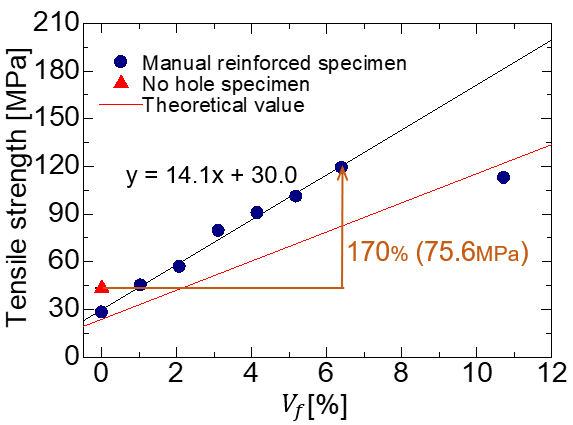 Tensile strength [MPa]
210
180
150
120
90
60
30
0
Manual reinforced specimen
No hole specimen
Theoretical value
y = 14.1x + 30.0
170% (75.6MPa)
0 2 4 6 8 10 12
V_f [%]